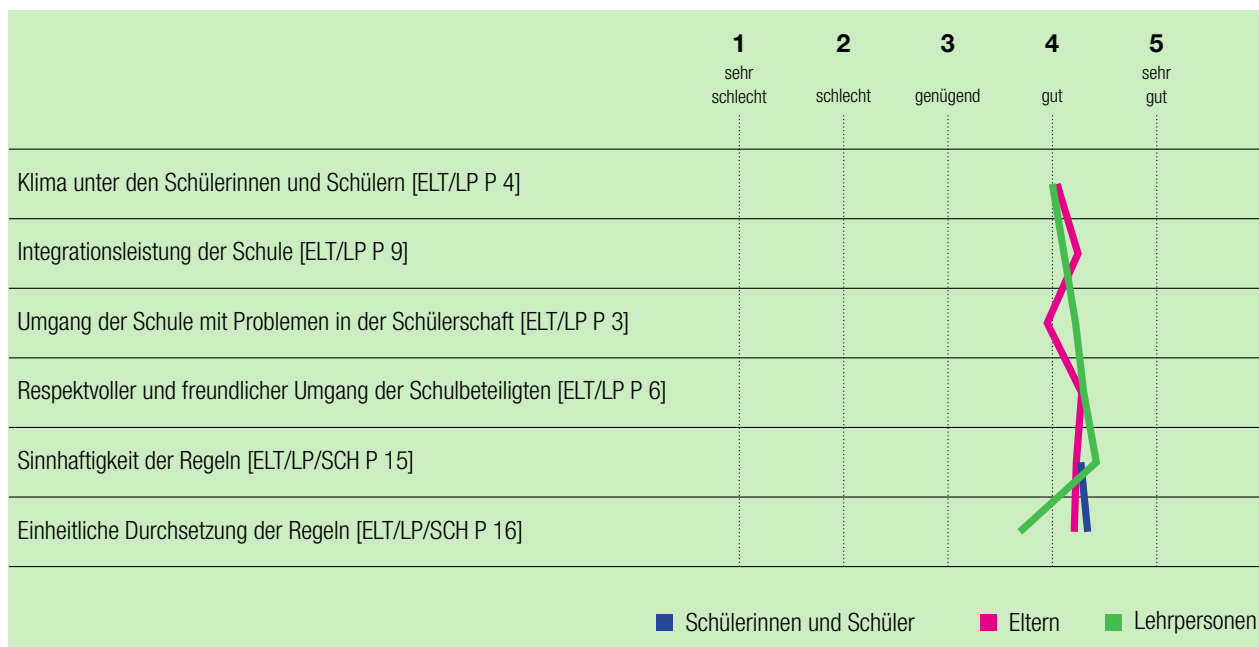 1 2 3 4 5
sehr schlecht schlecht genügend gut sehr gut
Klima unter den Schülerinnen und Schülern [ELT/LP P 4]
Integrationsleistung der Schule [ELT/LP P 9]
Umgang der Schule mit Problemen in der Schülerschaft [ELT/LP P 3]
Respektvoller und freundlicher Umgang der Schulbeteiligten [ELT/LP P 6]
Sinnhaftigkeit der Regeln [ELT/LP/SCH P 15]
Einheitliche Durchsetzung der Regeln [ELT/LP/SCH P 16]
Schülerinnen und Schüler Eltern Lehrpersonen